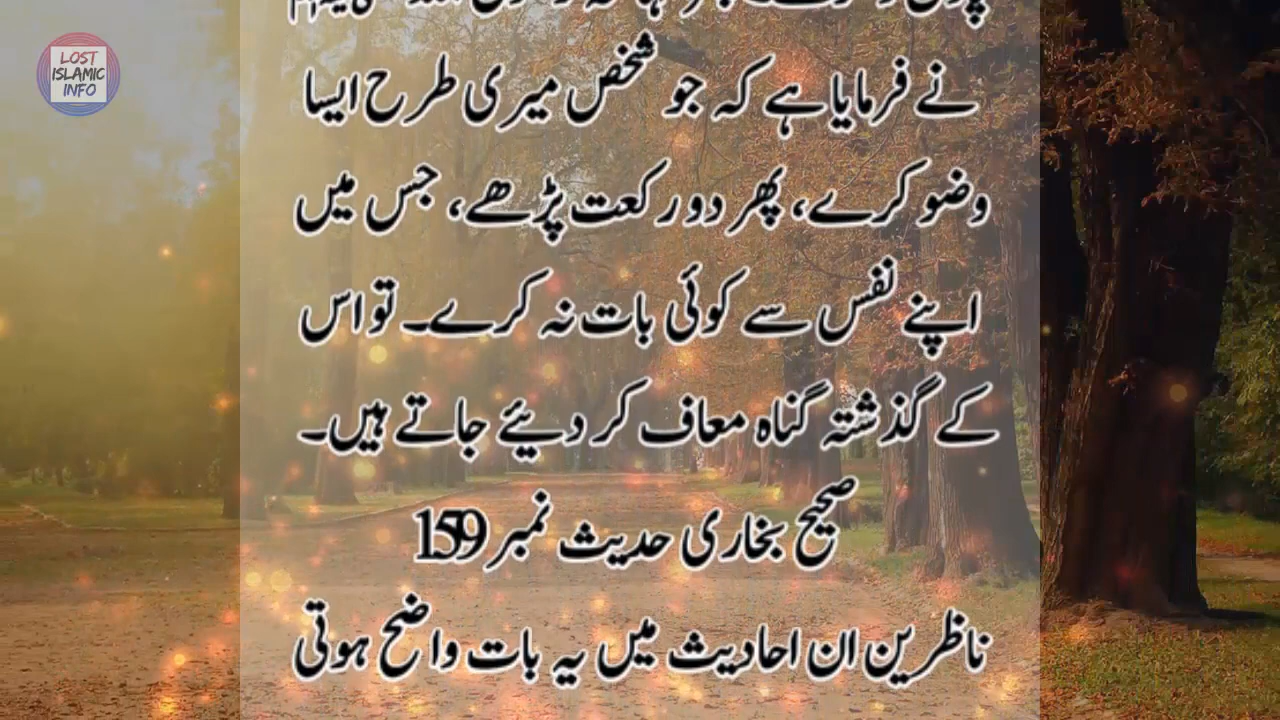 LOST
ISLAMIC
INFO
نے فرمایا ہے کہ جو شخص میری طرح ایسا
وضو کرے، پھر دو رکعت پڑھے، جس میں
اپنے نفس سے کوئی بات نہ کرے۔ تو اس
کے گذشتہ گناہ معاف کر دیئے جاتے ہیں۔
صحیح بخاری حدیث نمبر 159
ناظرین ان احادیث میں یہ بات واضح ہوتی